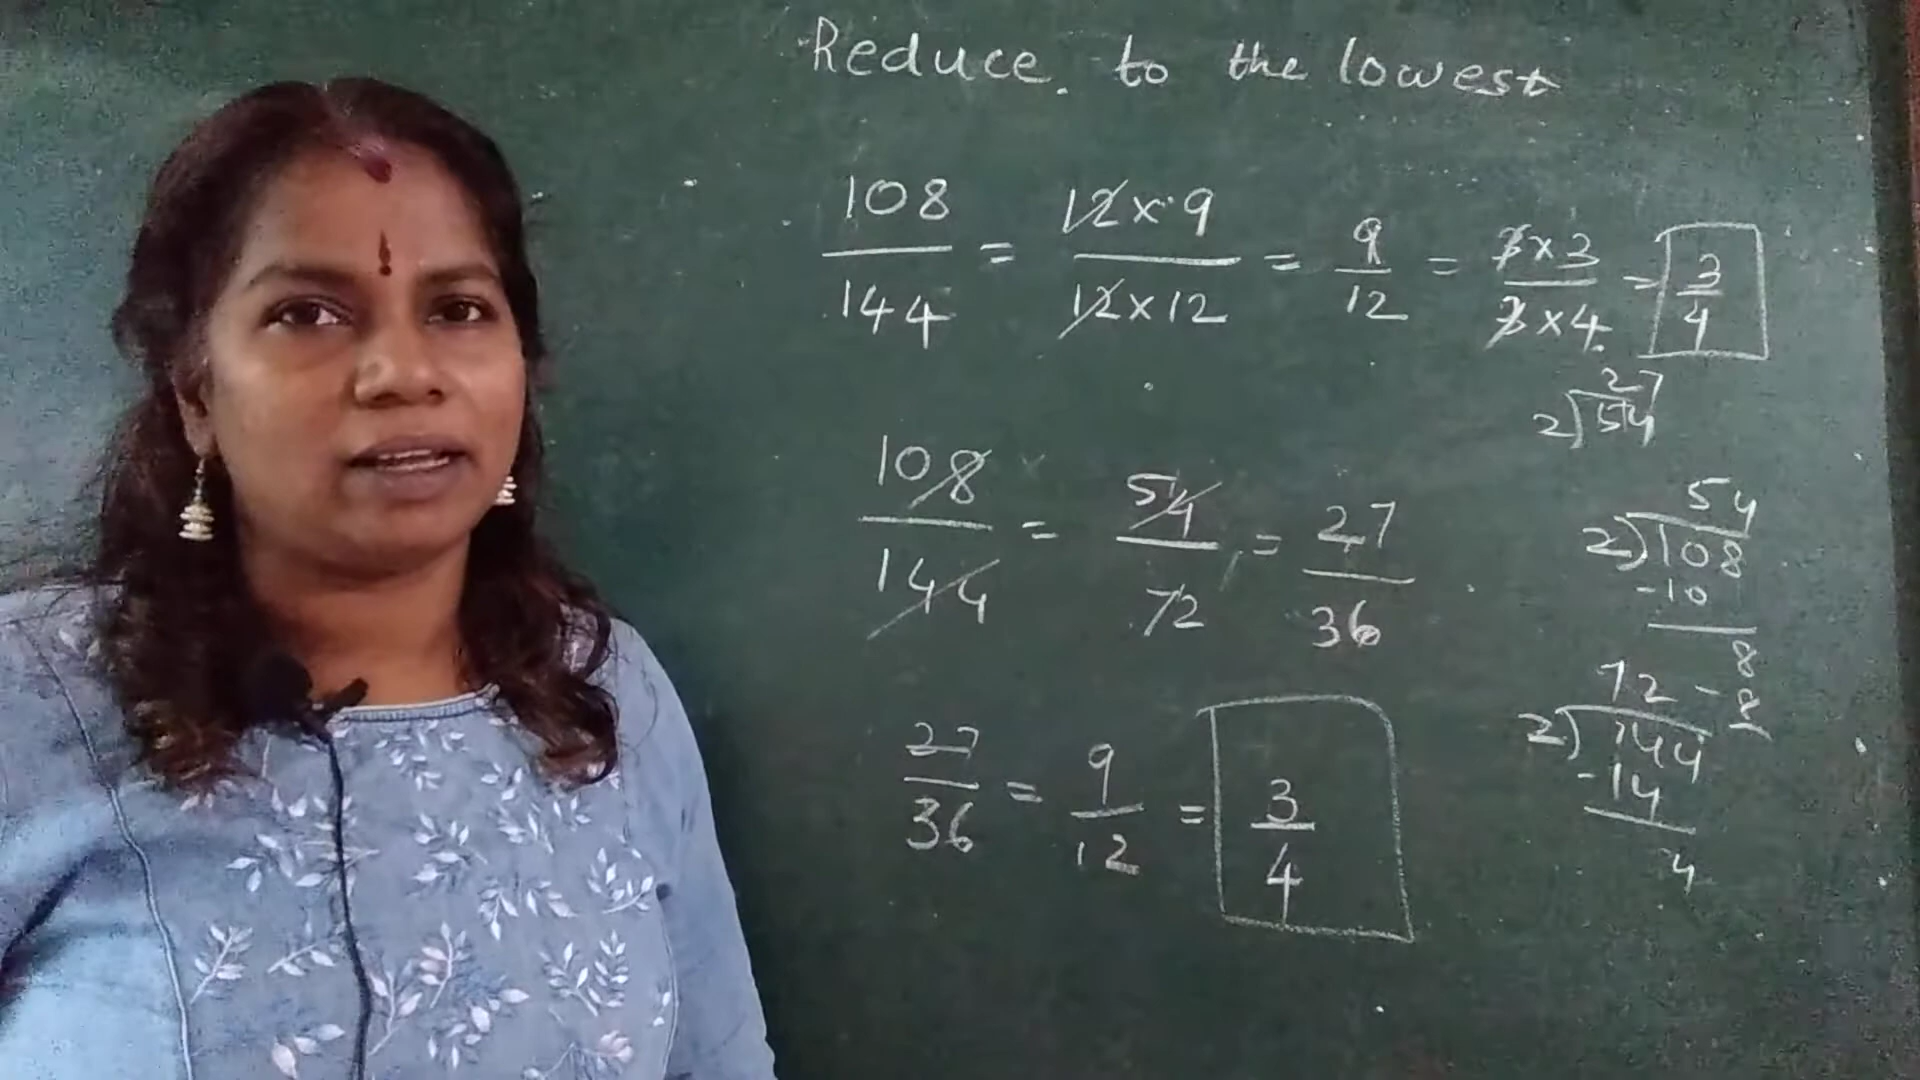 Reduce to the lowest
108/144 = 12 x 9/12 x 12 = 9/12 = 3 x 3/3 x 4 = 3/4
27
2)54
108/144 = 54/72 = 27/36
54
2)108
-10
8
-8
27/36 = 9/12 = 3/4
72
2)144
-14
4